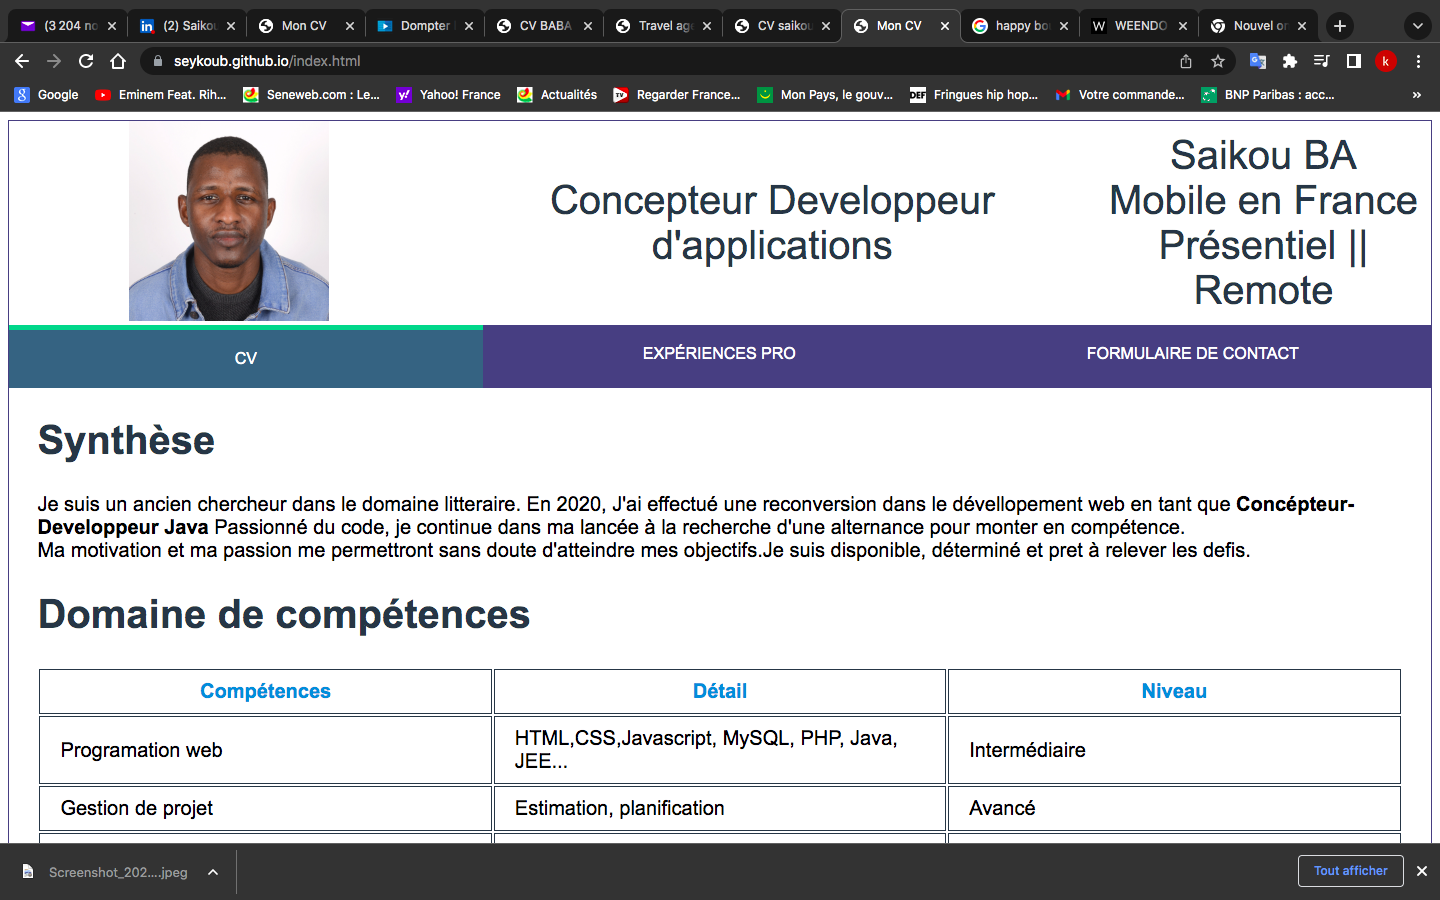 (3 204 no
(2) Saikou
Mon CV
Dompter
CV BABA
Travel age
CV saikou
Mon CV
happy bo
WEENDO
Nouvel on
seykoub.github.io/index.html
k
Google
Eminem Feat. Rih...
Seneweb.com : Le...
Yahoo! France
Actualités
Regarder France...
Mon Pays, le gouv...
DEF Fringues hip hop...
Votre commande...
BNP Paribas : acc...
»
Concepteur Developpeur
d'applications
Saikou BA
Mobile en France
Présentiel ||
Remote
CV
EXPÉRIENCES PRO
FORMULAIRE DE CONTACT
Synthèse
Je suis un ancien chercheur dans le domaine litteraire. En 2020, J'ai effectué une reconversion dans le dévellopement web en tant que Concépteur-
Developpeur Java Passionné du code, je continue dans ma lancée à la recherche d'une alternance pour monter en compétence.
Ma motivation et ma passion me permettront sans doute d'atteindre mes objectifs.Je suis disponible, déterminé et pret à relever les defis.
Domaine de compétences
Compétences
Détail
Niveau
Programation web
HTML,CSS,Javascript, MySQL, PHP, Java,
JEE...
Intermédiaire
Gestion de projet
Estimation, planification
Avancé
Screenshot_202....jpeg
Tout afficher